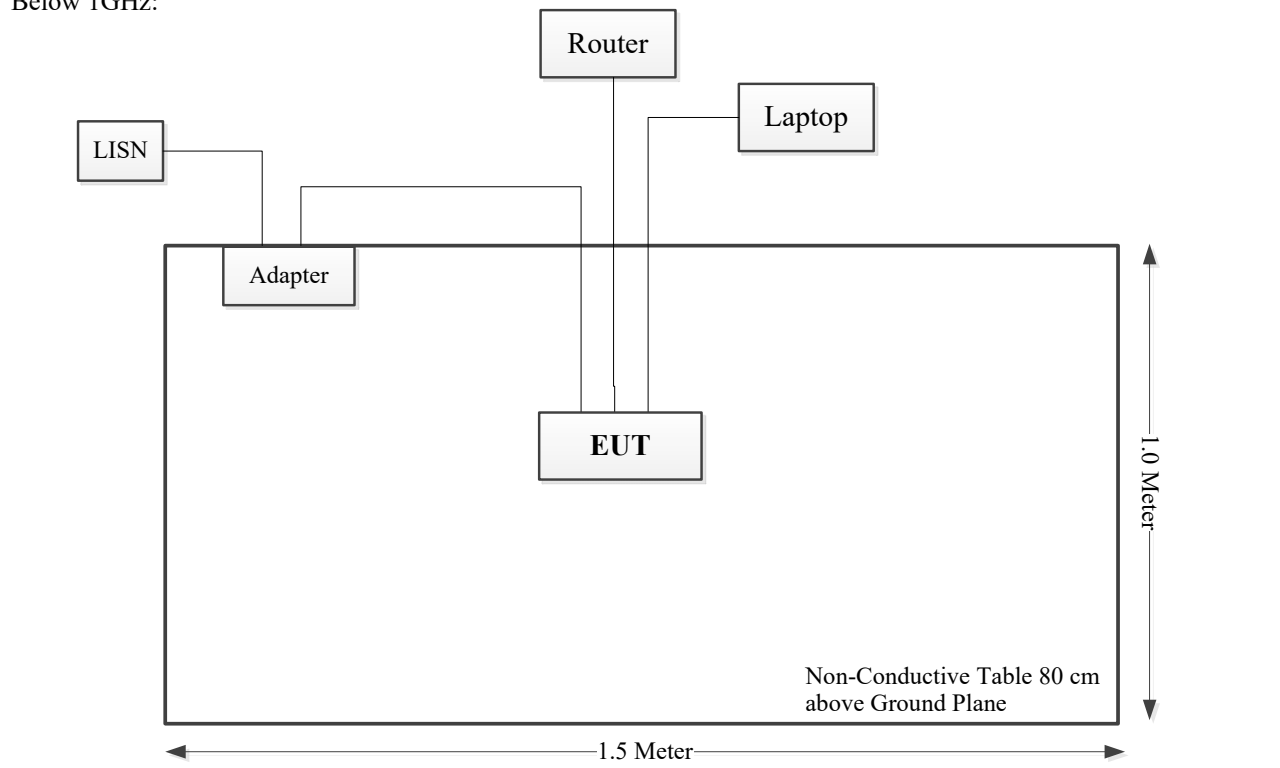 Below 1GHz:
Router
Laptop
LISN
Adapter
EUT
1.0 Meter
Non-Conductive Table 80 cm
above Ground Plane
1.5 Meter